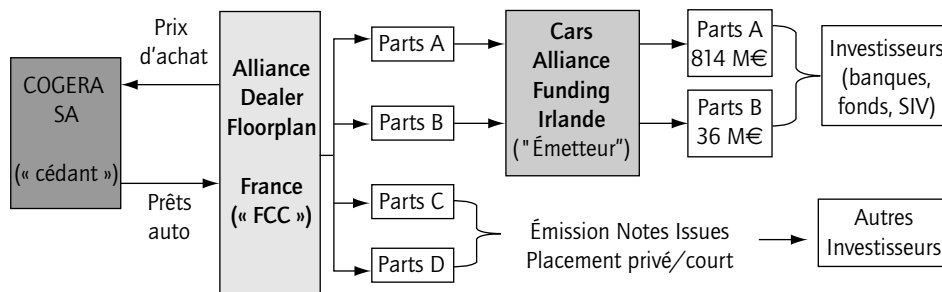 Prix
d'achat
COGERA
SA
(« cédant »)
Prêts
auto
Alliance
Dealer
Floorplan
France
(« FCC »)
Parts A
Parts B
Parts C
Parts D
Cars
Alliance
Funding
Irlande
("Émetteur")
Parts A
814 M€
Parts B
36 M€
Investisseurs
(banques,
fonds, SIV)
Émission Notes Issues
Placement privé/court
Autres
Investisseurs